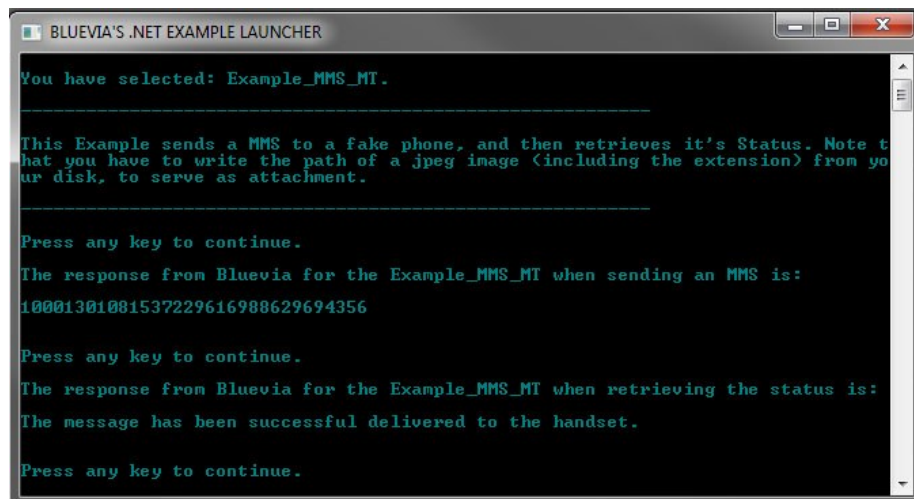 BLUEVIA'S .NET EXAMPLE LAUNCHER
You have selected: Example_MMS_MT.
This Example sends a MMS to a fake phone, and then retrieves it's Status. Note t
hat you have to write the path of a jpeg image (including the extension) from yo
ur disk, to serve as attachment.
Press any key to continue.
The response from Bluevia for the Example_MMS_MT when sending an MMS is:
10001301081537229616988629694356
Press any key to continue.
The response from Bluevia for the Example_MMS_MT when retrieving the status is:
The message has been successful delivered to the handset.
Press any key to continue.